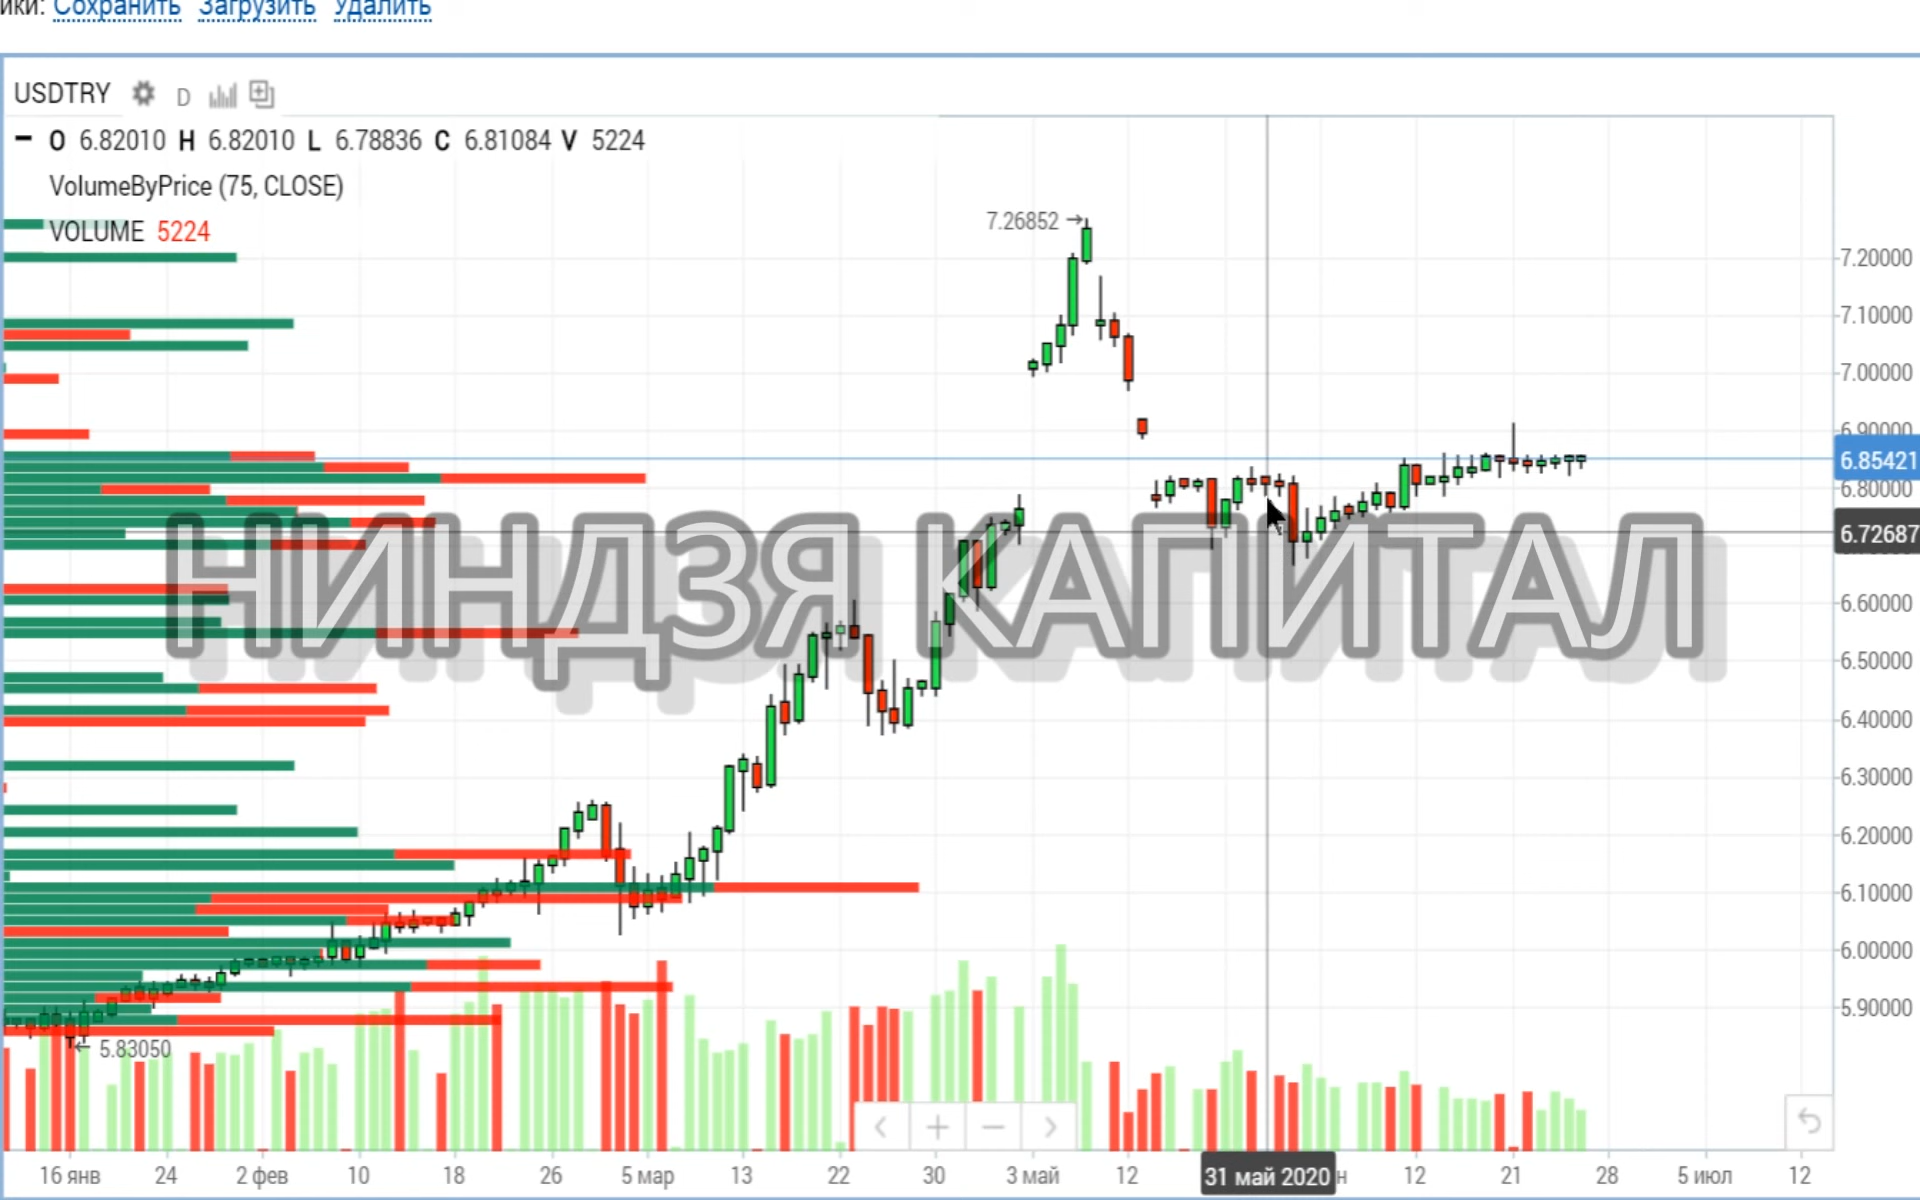 ики: Сохранить Загрузить Удалить
USDTRY D
O 6.82010 H 6.82010 L 6.78836 C 6.81084 V 5224
VolumeByPrice (75, CLOSE)
VOLUME 5224
7.26852 →
7.20000
7.10000
7.00000
6.90000
6.85421
6.80000
6.72687
НИНДЗЯ КАПИТАЛ
6.60000
6.50000
6.40000
6.30000
6.20000
6.10000
6.00000
5.90000
← 5.83050
16 янв 24 2 фев 10 18 26 5 мар 13 22 30 3 май 12 31 май 2020 н 12 21 28 5 июл 12